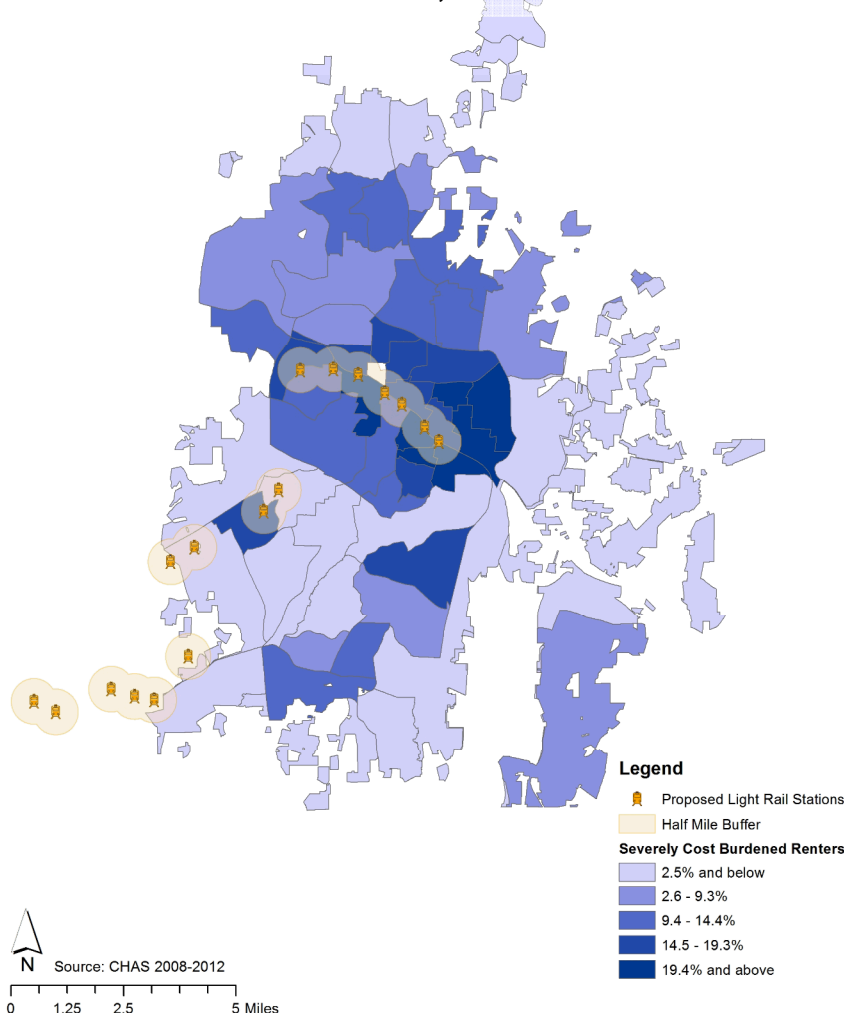 Legend
Proposed Light Rail Stations
Half Mile Buffer
Severely Cost Burdened Renters
2.5% and below
2.6 - 9.3%
9.4 - 14.4%
14.5 - 19.3%
19.4% and above
N
Source: CHAS 2008-2012
0 1.25 2.5 5 Miles